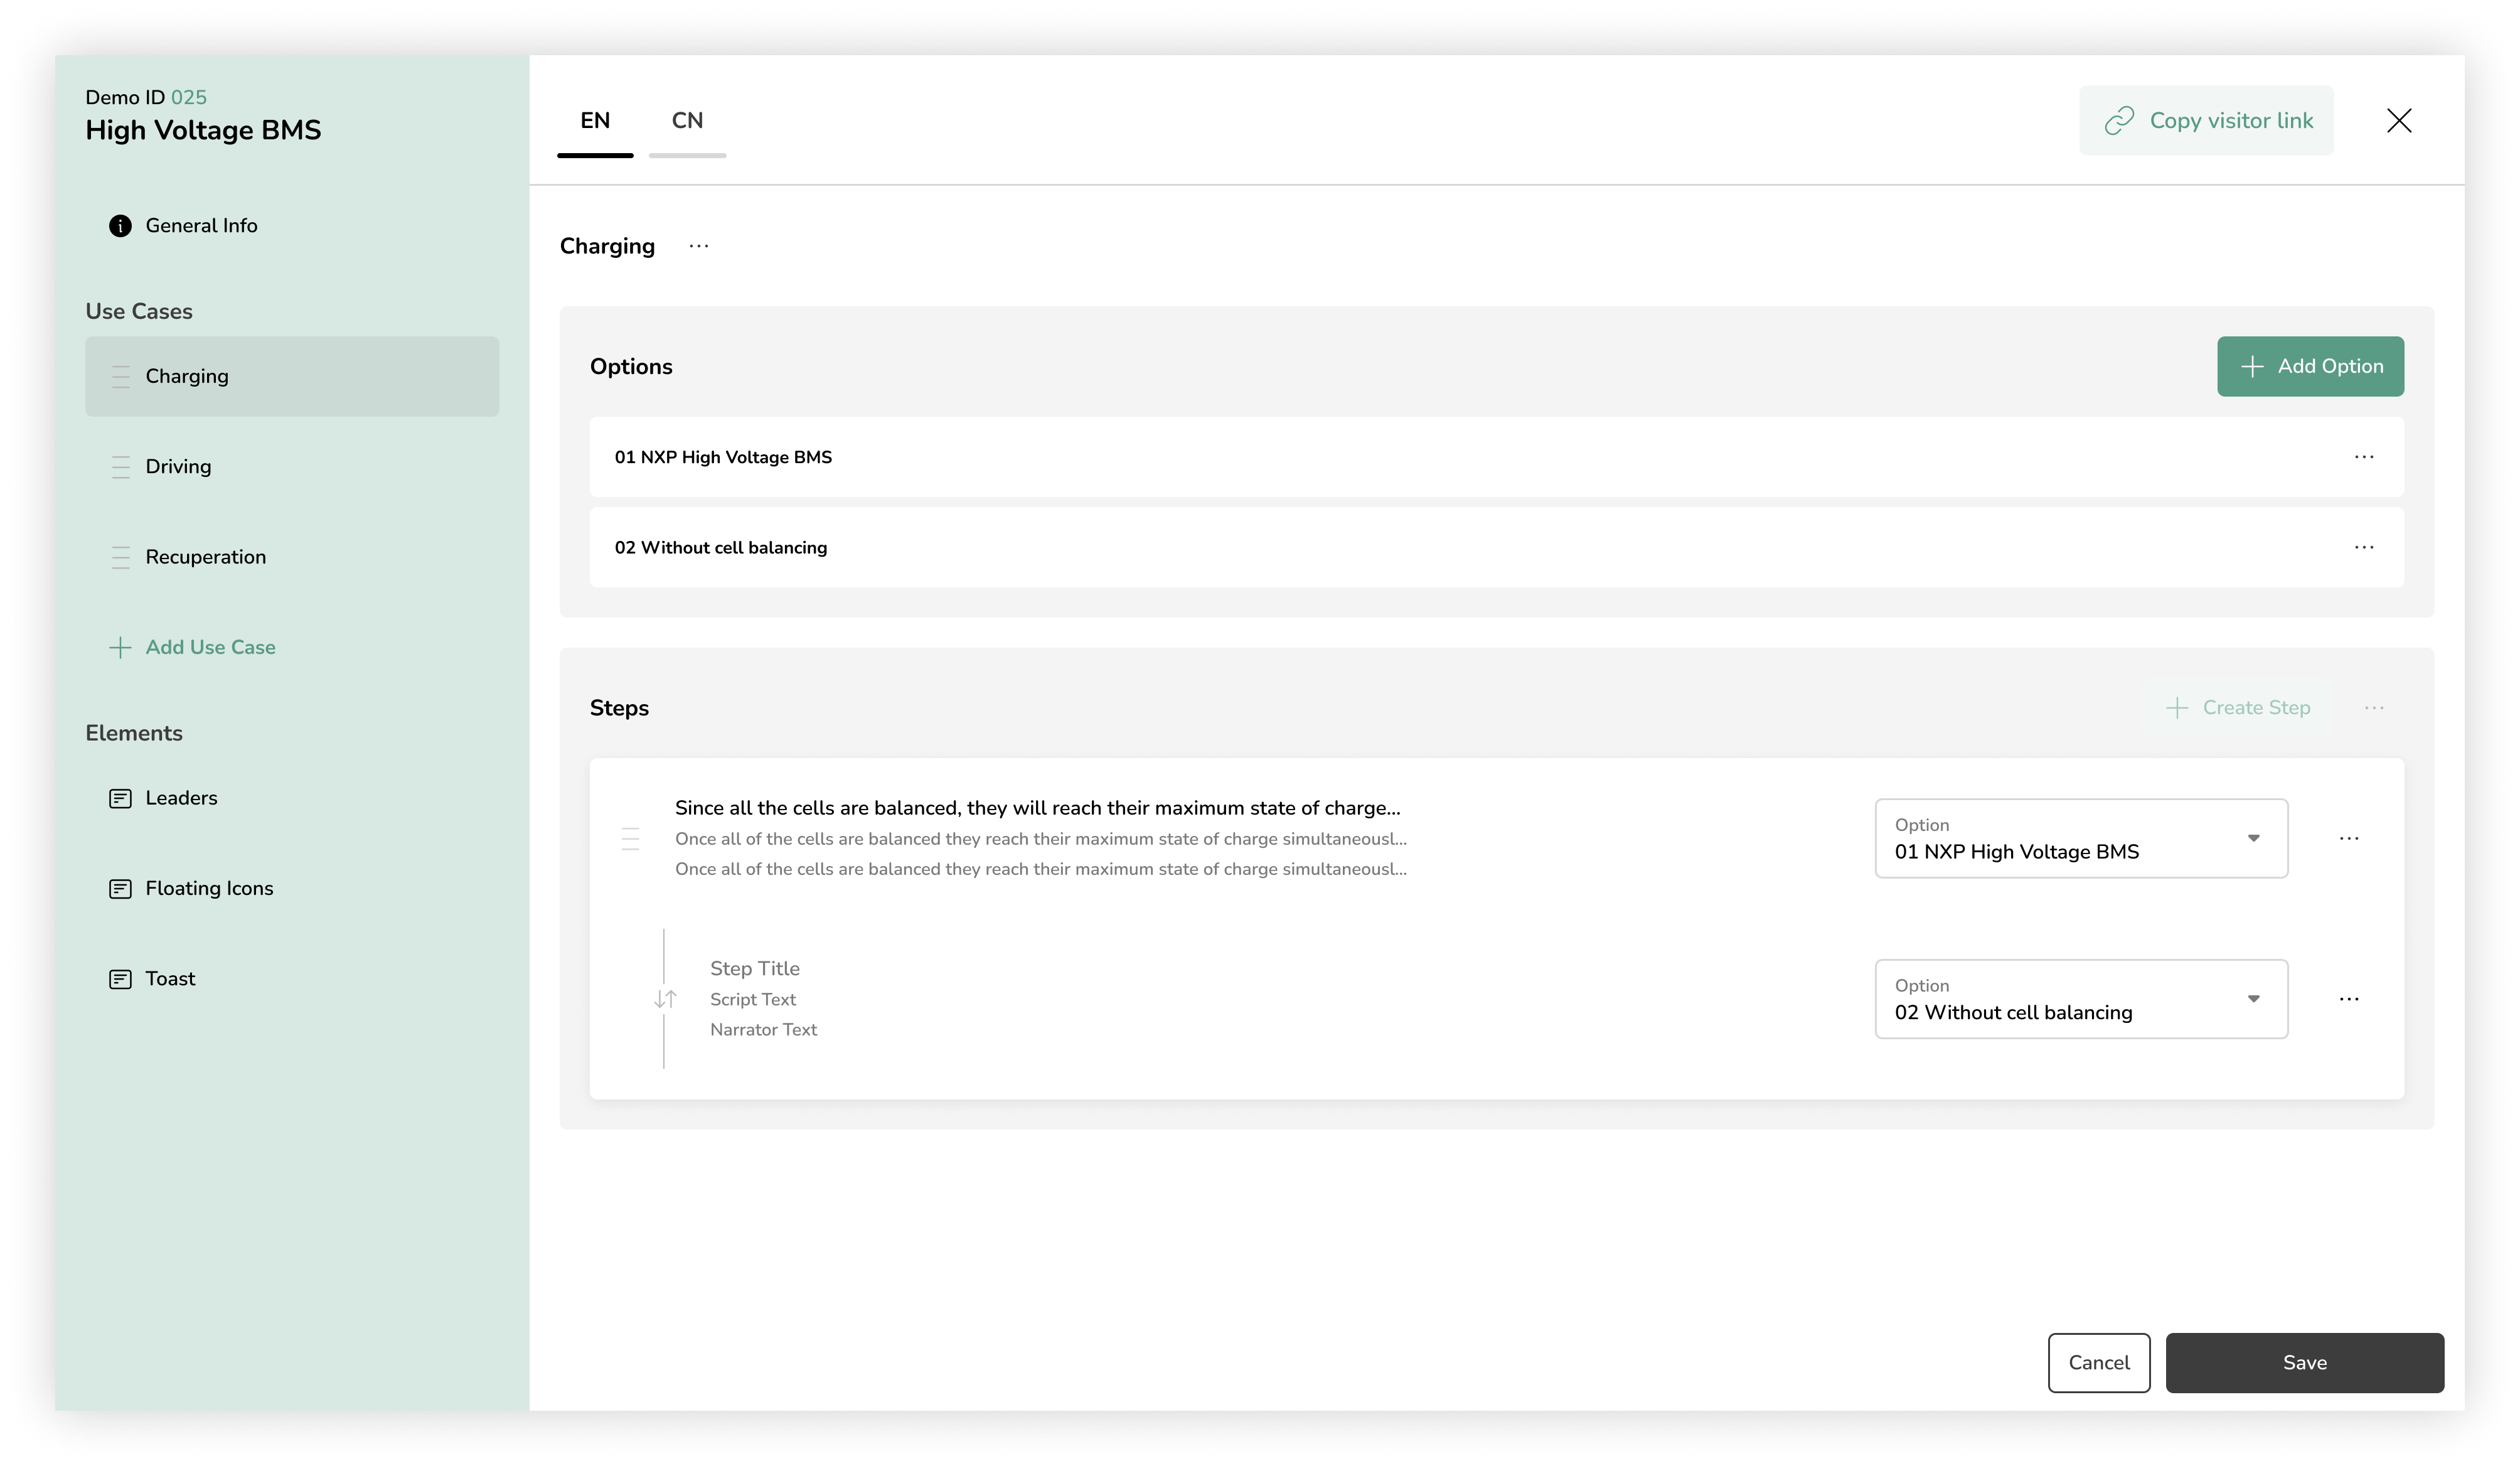 Demo ID 025
High Voltage BMS
General Info
Use Cases
Charging
Driving
Recuperation
Add Use Case
Elements
Leaders
Floating Icons
Toast
EN
CN
Copy visitor link
Charging
Options
Add Option
01 NXP High Voltage BMS
02 Without cell balancing
Steps
Create Step
Since all the cells are balanced, they will reach their maximum state of charge...
Once all of the cells are balanced they reach their maximum state of charge simultaneousl...
Once all of the cells are balanced they reach their maximum state of charge simultaneousl...
Option
01 NXP High Voltage BMS
Step Title
Script Text
Narrator Text
Option
02 Without cell balancing
Cancel
Save